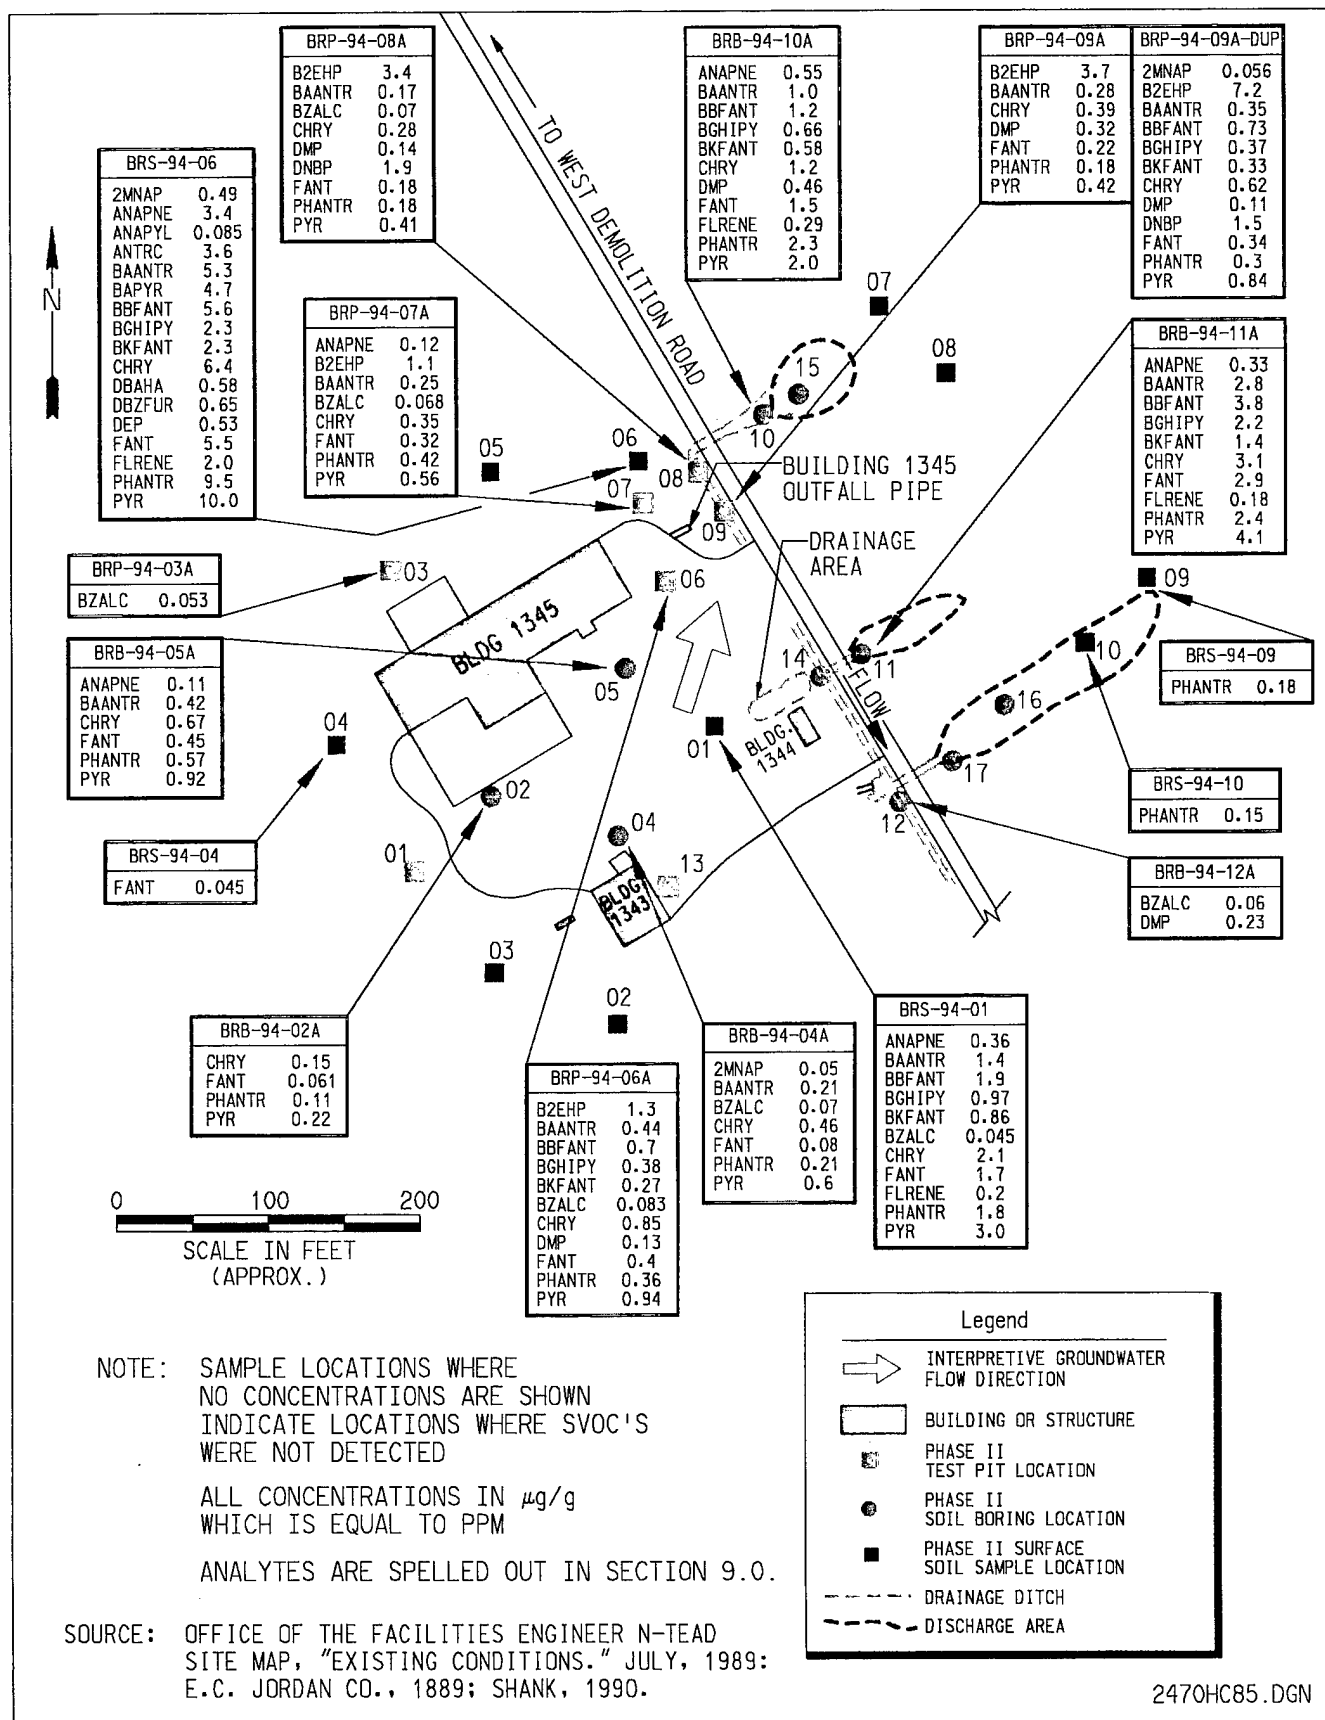 BRP-94-08A
B2EHP 3.4
BAANTR 0.17
BZALC 0.07
CHRY 0.28
DMP 0.14
DNBP 1.9
FANT 0.18
PHANTR 0.18
PYR 0.41
BRB-94-10A
ANAPNE 0.55
BAANTR 1.0
BBFANT 1.2
BGHIPY 0.66
BKFANT 0.58
CHRY 1.2
DMP 0.46
FANT 1.5
FLRENE 0.29
PHANTR 2.3
PYR 2.0
BRP-94-09A
B2EHP 3.7
BAANTR 0.28
CHRY 0.39
DMP 0.32
FANT 0.22
PHANTR 0.18
PYR 0.42
BRP-94-09A-DUP
2MNAP 0.056
B2EHP 7.2
BAANTR 0.35
BBFANT 0.73
BGHIPY 0.37
BKFANT 0.33
CHRY 0.62
DMP 0.11
DNBP 1.5
FANT 0.34
PHANTR 0.3
PYR 0.84
TO WEST DEMOLITION ROAD
N
BRS-94-06
2MNAP 0.49
ANAPNE 3.4
ANAPYL 0.085
ANTRC 3.6
BAANTR 5.3
BAPYR 4.7
BBFANT 5.6
BGHIPY 2.3
BKFANT 2.3
CHRY 6.4
DBAHA 0.58
DBZFUR 0.65
DEP 0.53
FANT 5.5
FLRENE 2.0
PHANTR 9.5
PYR 10.0
BRP-94-07A
ANAPNE 0.12
B2EHP 1.1
BAANTR 0.25
BZALC 0.068
CHRY 0.35
FANT 0.32
PHANTR 0.42
PYR 0.56
07
08
15
10
BRB-94-11A
ANAPNE 0.33
BAANTR 2.8
BBFANT 3.8
BGHIPY 2.2
BKFANT 1.4
CHRY 3.1
FANT 2.9
FLRENE 0.18
PHANTR 2.4
PYR 4.1
05
06
08
07
09
BUILDING 1345
OUTFALL PIPE
DRAINAGE
AREA
BRP-94-03A
BZALC 0.053
03
06
09
BLDG 1345
BRB-94-05A
ANAPNE 0.11
BAANTR 0.42
CHRY 0.67
FANT 0.45
PHANTR 0.57
PYR 0.92
05
14
11
10
BRS-94-09
PHANTR 0.18
FLOW
16
04
01
BLDG.
1344
17
02
12
BRS-94-10
PHANTR 0.15
BRS-94-04
FANT 0.045
04
01
13
BLDG.
1343
BRB-94-12A
BZALC 0.06
DMP 0.23
03
02
BRB-94-02A
CHRY 0.15
FANT 0.061
PHANTR 0.11
PYR 0.22
BRP-94-06A
B2EHP 1.3
BAANTR 0.44
BBFANT 0.7
BGHIPY 0.38
BKFANT 0.27
BZALC 0.083
CHRY 0.85
DMP 0.13
FANT 0.4
PHANTR 0.36
PYR 0.94
BRB-94-04A
2MNAP 0.05
BAANTR 0.21
BZALC 0.07
CHRY 0.46
FANT 0.08
PHANTR 0.21
PYR 0.6
BRS-94-01
ANAPNE 0.36
BAANTR 1.4
BBFANT 1.9
BGHIPY 0.97
BKFANT 0.86
BZALC 0.045
CHRY 2.1
FANT 1.7
FLRENE 0.2
PHANTR 1.8
PYR 3.0
0 100 200
SCALE IN FEET
(APPROX.)
NOTE: SAMPLE LOCATIONS WHERE
NO CONCENTRATIONS ARE SHOWN
INDICATE LOCATIONS WHERE SVOC'S
WERE NOT DETECTED
ALL CONCENTRATIONS IN µg/g
WHICH IS EQUAL TO PPM
ANALYTES ARE SPELLED OUT IN SECTION 9.0.
SOURCE: OFFICE OF THE FACILITIES ENGINEER N-TEAD
SITE MAP, "EXISTING CONDITIONS." JULY, 1989:
E.C. JORDAN CO., 1889; SHANK, 1990.
Legend
INTERPRETIVE GROUNDWATER
FLOW DIRECTION
BUILDING OR STRUCTURE
PHASE II
TEST PIT LOCATION
PHASE II
SOIL BORING LOCATION
PHASE II SURFACE
SOIL SAMPLE LOCATION
DRAINAGE DITCH
DISCHARGE AREA
2470HC85.DGN